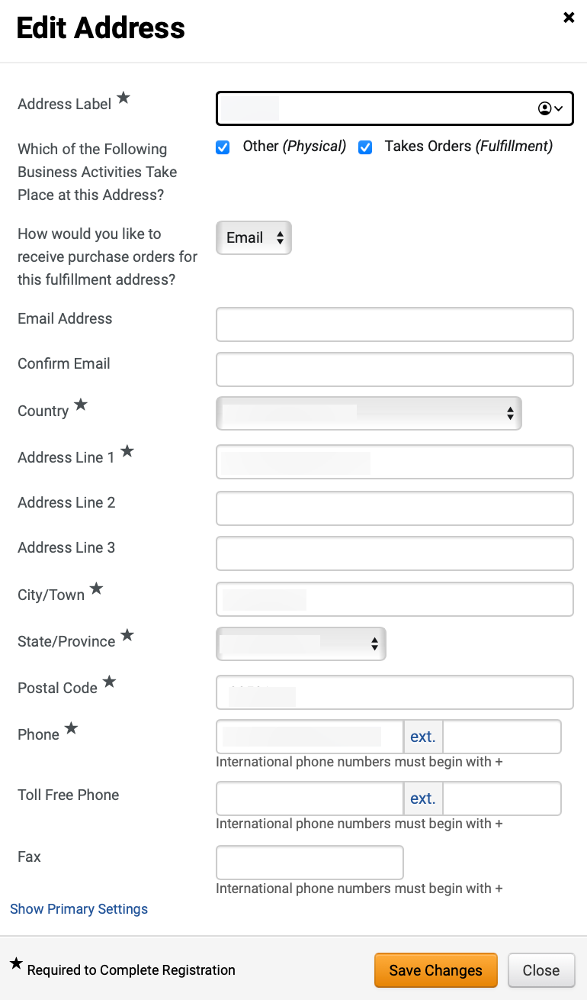 Edit Address
Address Label ★
Which of the Following
Business Activities Take
Place at this Address?
Other (Physical)
Takes Orders (Fulfillment)
How would you like to
receive purchase orders for
this fulfillment address?
Email
Email Address
Confirm Email
Country ★
Address Line 1 ★
Address Line 2
Address Line 3
City/Town ★
State/Province ★
Postal Code ★
Phone ★
ext.
International phone numbers must begin with +
Toll Free Phone
ext.
International phone numbers must begin with +
Fax
International phone numbers must begin with +
Show Primary Settings
★ Required to Complete Registration
Save Changes
Close